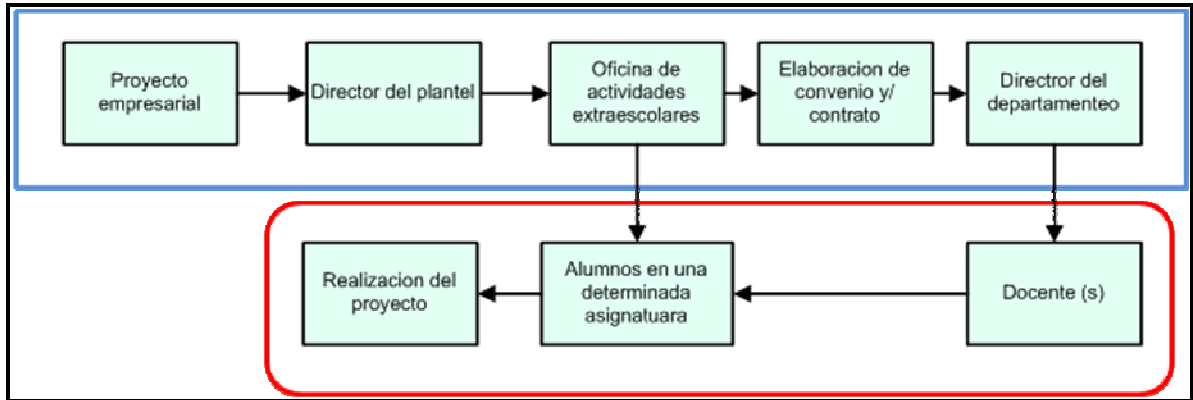 Proyecto
empresarial
Director del plantel
Oficina de
actividades
extraescolares
Elaboracion de
convenio y/
contrato
Directror del
departamenteo
Realizacion del
proyecto
Alumnos en una
determinada
asignatuara
Docente (s)